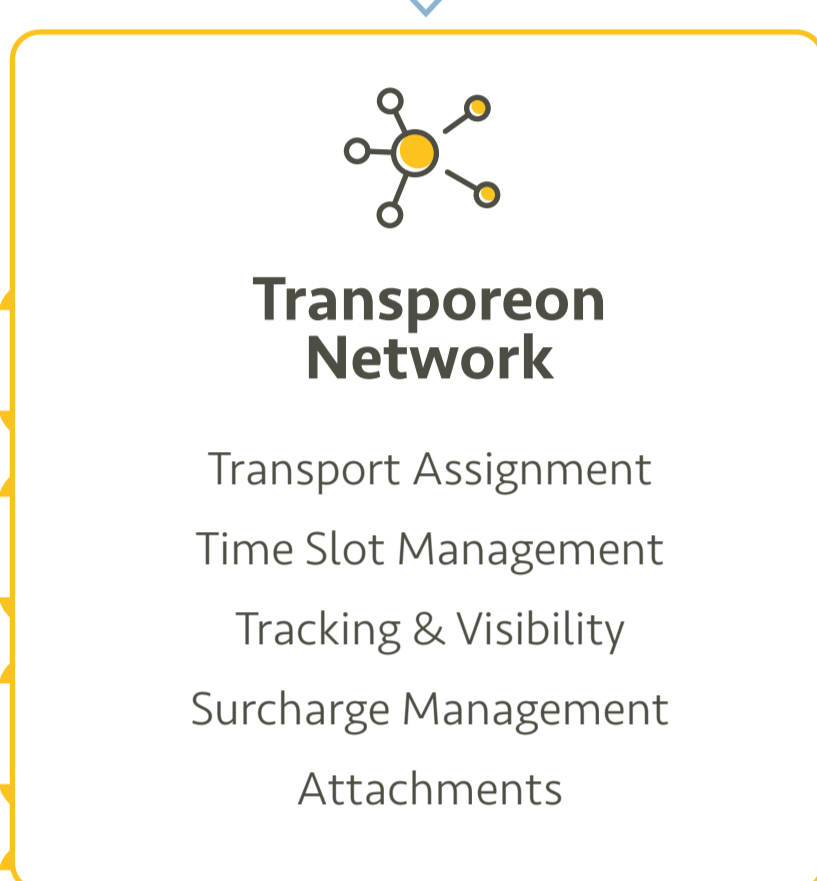 Transporeon
Network
Transport Assignment
Time Slot Management
Tracking & Visibility
Surcharge Management
Attachments